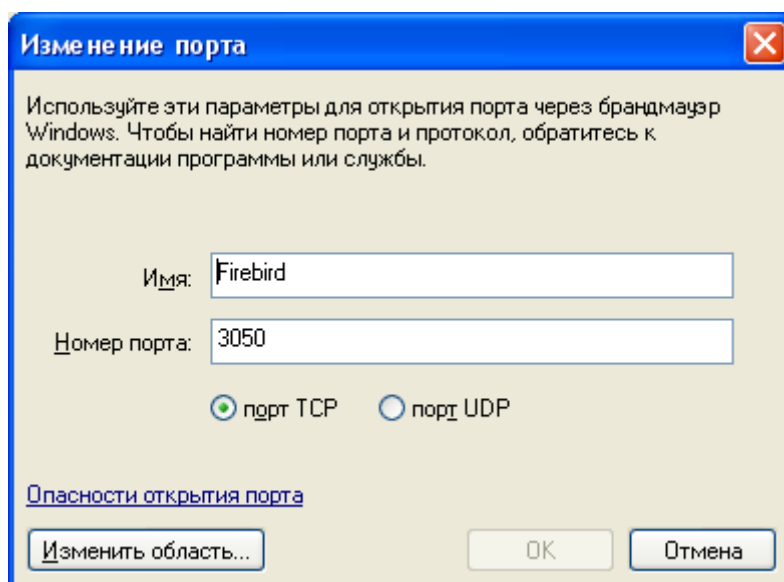 Изменение порта
Используйте эти параметры для открытия порта через брандмауэр
Windows. Чтобы найти номер порта и протокол, обратитесь к
документации программы или службы.
Имя: Firebird
Номер порта: 3050
порт TCP порт UDP
Опасности открытия порта
Изменить область... OK Отмена